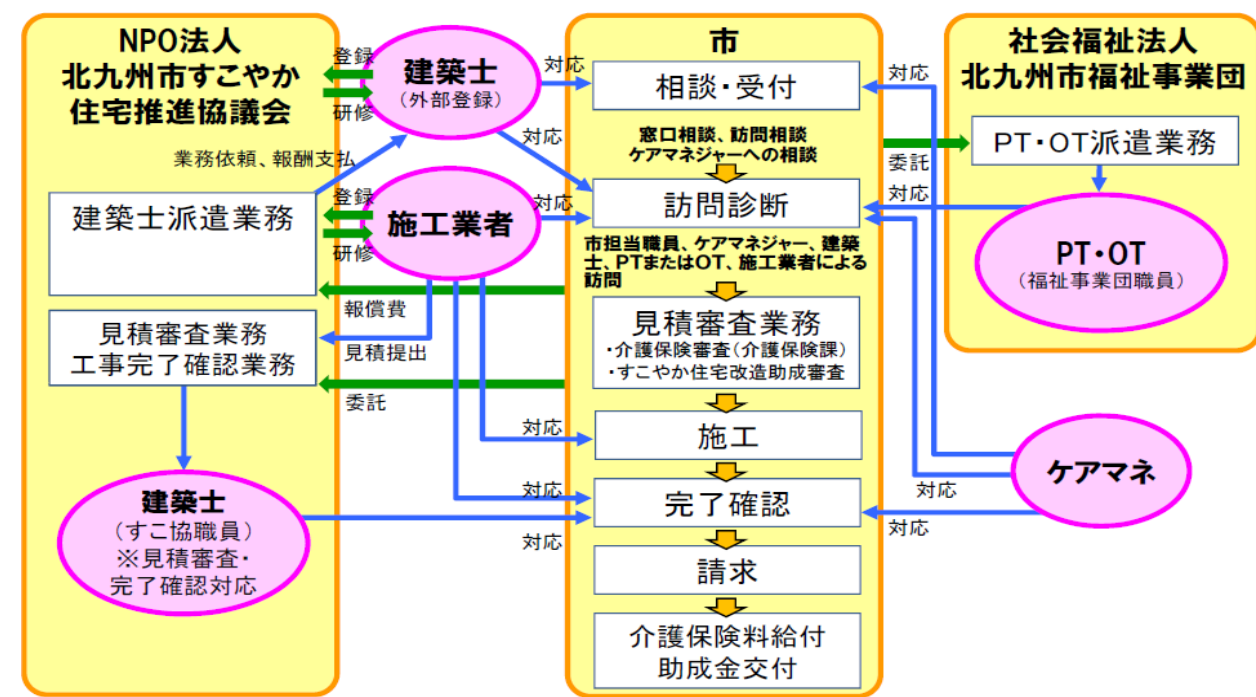 NPO法人
北九州市すこやか
住宅推進協議会
登録
研修
建築士
(外部登録)
対応
対応
業務依頼、報酬支払
建築士派遣業務
登録
研修
施工業者
対応
報償費
見積審査業務
工事完了確認業務
見積提出
委託
建築士
(すこ協職員)
※見積審査・
完了確認対応
対応
対応
対応
市
相談・受付
窓口相談、訪問相談
ケアマネジャーへの相談
訪問診断
市担当職員、ケアマネジャー、建築
士、PTまたはOT、施工業者による
訪問
見積審査業務
・介護保険審査(介護保険課)
・すこやか住宅改造助成審査
施工
完了確認
請求
介護保険料給付
助成金交付
社会福祉法人
北九州市福祉事業団
対応
委託
PT・OT派遣業務
対応
PT・OT
(福祉事業団職員)
ケアマネ
対応
対応